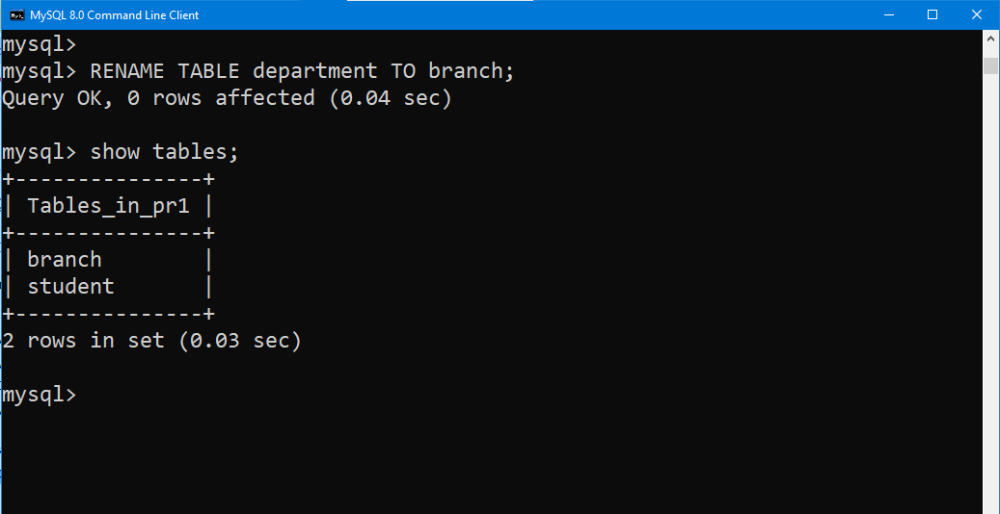 MySQL 8.0 Command Line Client
mysql>
mysql> RENAME TABLE department TO branch;
Query OK, 0 rows affected (0.04 sec)
mysql> show tables;
+---------------+
| Tables_in_pr1 |
+---------------+
| branch        |
| student       |
+---------------+
2 rows in set (0.03 sec)
mysql>